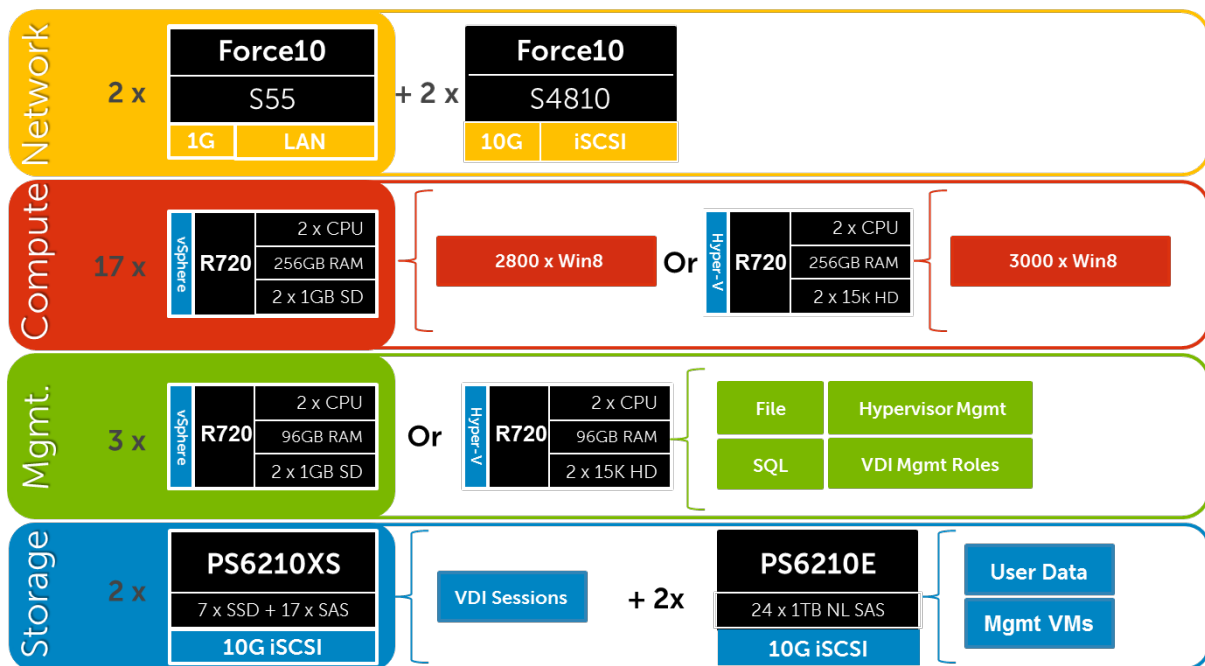 Network
2 x
Force10
S55
1G LAN
+ 2 x
Force10
S4810
10G iSCSI
Compute
17 x
vSphere
R720
2 x CPU
256GB RAM
2 x 1GB SD
2800 x Win8
Or
Hyper-V
R720
2 x CPU
256GB RAM
2 x 15K HD
3000 x Win8
Mgmt.
3 x
vSphere
R720
2 x CPU
96GB RAM
2 x 1GB SD
Or
Hyper-V
R720
2 x CPU
96GB RAM
2 x 15K HD
File
Hypervisor Mgmt
SQL
VDI Mgmt Roles
Storage
2 x
PS6210XS
7 x SSD + 17 x SAS
10G iSCSI
VDI Sessions
+ 2x
PS6210E
24 x 1TB NL SAS
10G iSCSI
User Data
Mgmt VMs